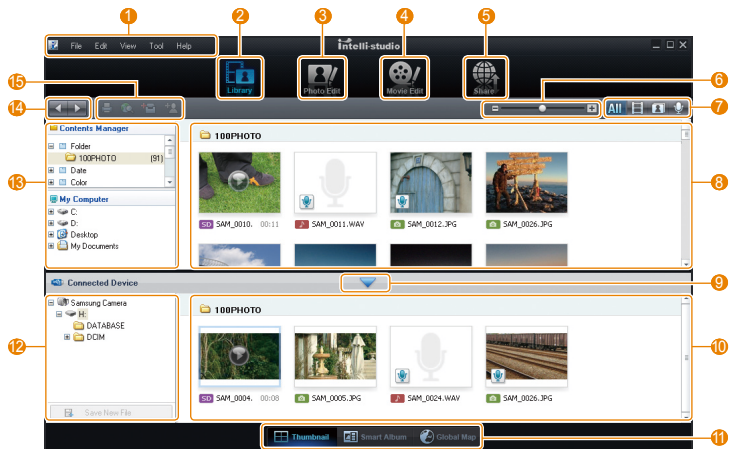 1 2 3 4 5
File Edit View Tool Help
intelli-studio
Library Photo Edit Movie Edit Share
6
15
14
All
7
Contents Manager
Folder
100PHOTO (91)
Date
Color
13
My Computer
C:
D:
Desktop
My Documents
100PHOTO
SD SAM_0010. 00:11 SAM_0011.WAV SAM_0012.JPG SAM_0026.JPG
8
Connected Device
9
Samsung Camera
H:
DATABASE
DCIM
12
Save New File
100PHOTO
SD SAM_0004. 00:08 SAM_0005.JPG SAM_0024.WAV SAM_0026.JPG
10
Thumbnail Smart Album Global Map
11